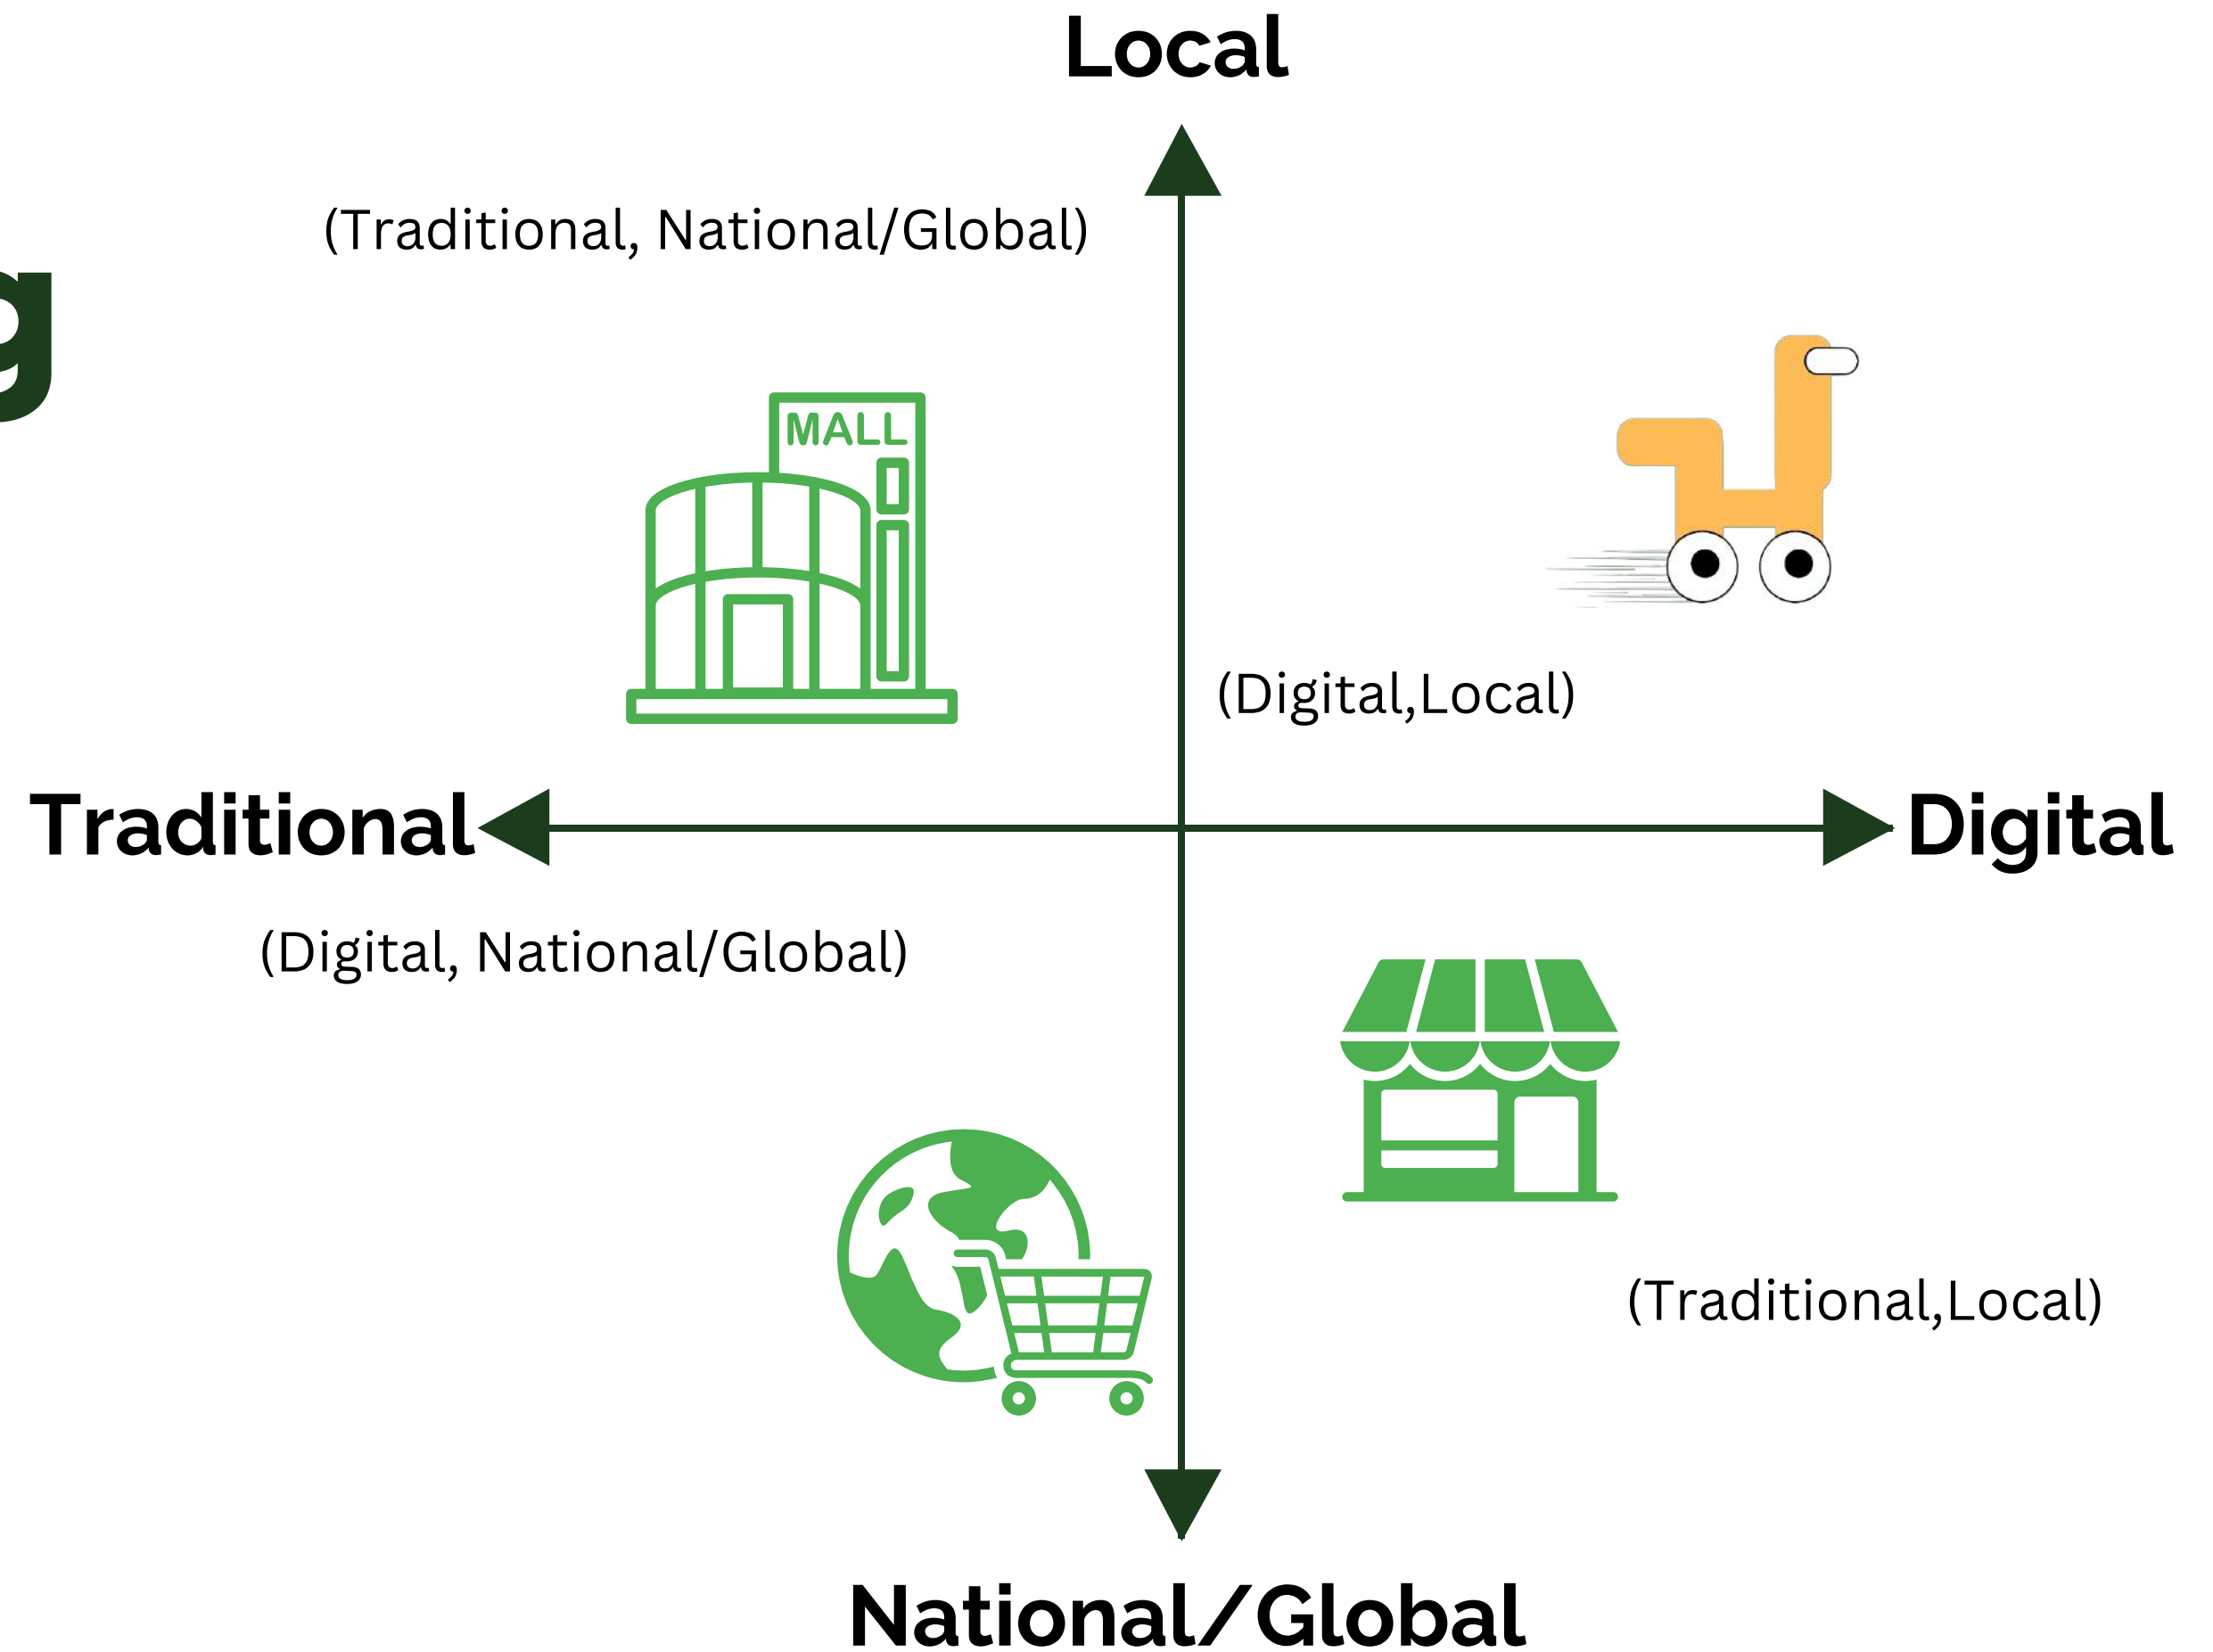 Local
(Traditional, National/Global)
g
MALL
(Digital,Local)
Traditional
Digital
(Digital, National/Global)
(Traditional,Local)
National/Global